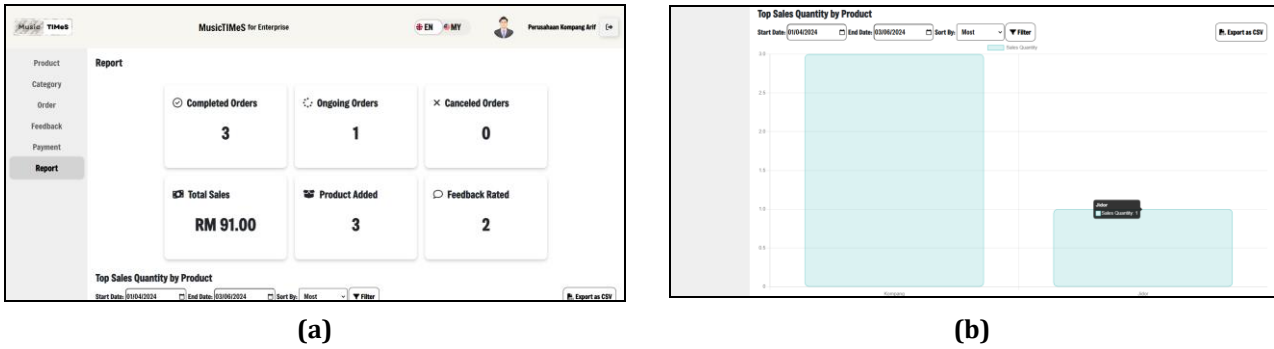 Music TIMeS
MusicTIMeS for Enterprise
EN MY
Perusahaan Kompang Arif
Product
Category
Order
Feedback
Payment
Report
Report
Completed Orders
3
Ongoing Orders
1
Canceled Orders
0
Total Sales
RM 91.00
Product Added
3
Feedback Rated
2
Top Sales Quantity by Product
Start Date: 01/04/2024 End Date: 03/06/2024 Sort By: Most Filter
Export as CSV
(a)
Top Sales Quantity by Product
Start Date: 01/04/2024 End Date: 03/06/2024 Sort By: Most Filter
Export as CSV
Sales Quantity
3.0
2.5
2.0
1.5
1.0
0.5
0
Jidor
Sales Quantity: 1
Kompang
Jidor
(b)